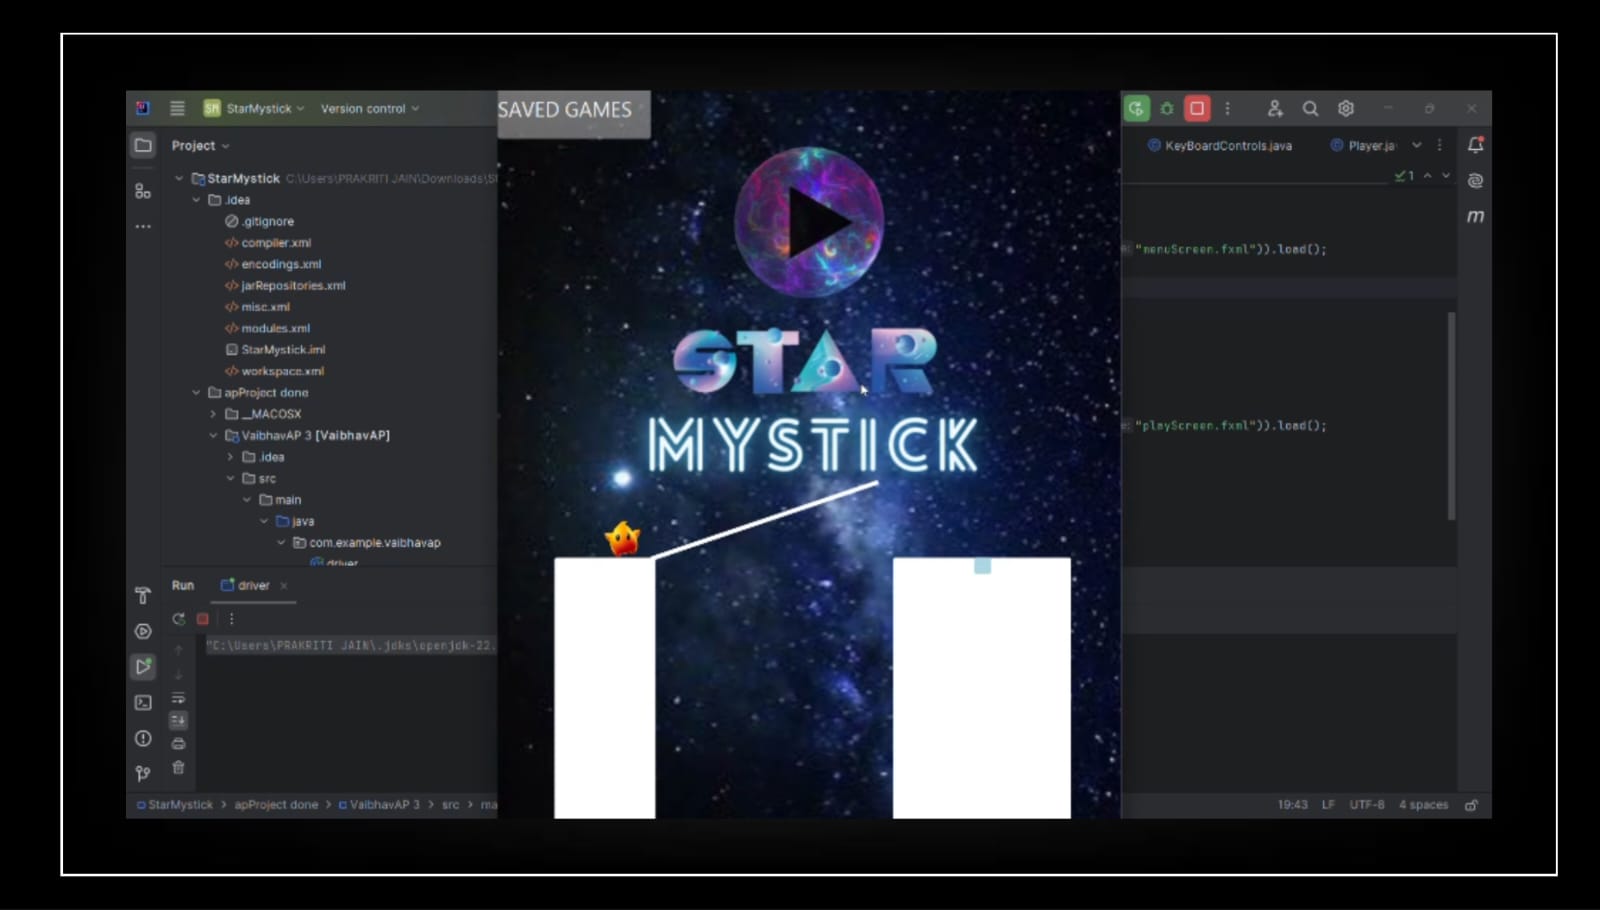 SM StarMystick Version control
SAVED GAMES
Project
KeyBoardControls.java Player.ja
StarMystick C:\Users\PRAKRITI JAIN\Downloads\S
1
.idea
.gitignore
compiler.xml
"menuScreen.fxml")).load();
encodings.xml
jarRepositories.xml
misc.xml
modules.xml
StarMystick.iml
STAR
workspace.xml
apProject done
__MACOSX
"playScreen.fxml")).load();
VaibhavAP 3 [VaibhavAP]
MYSTICK
.idea
src
main
java
com.example.vaibhavap
driver
Run driver
"C:\Users\PRAKRITI JAIN\.jdks\openjdk-22.
StarMystick > apProject done > VaibhavAP 3 > src > ma
19:43 LF UTF-8 4 spaces